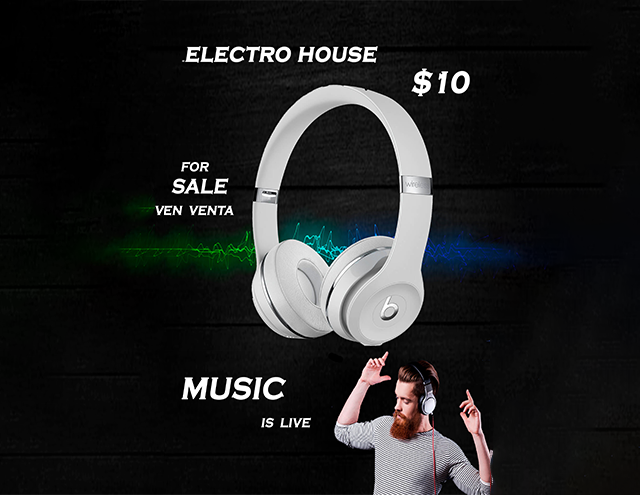 ELECTRO HOUSE
$10
FOR
SALE
VEN VENTA
MUSIC
IS LIVE